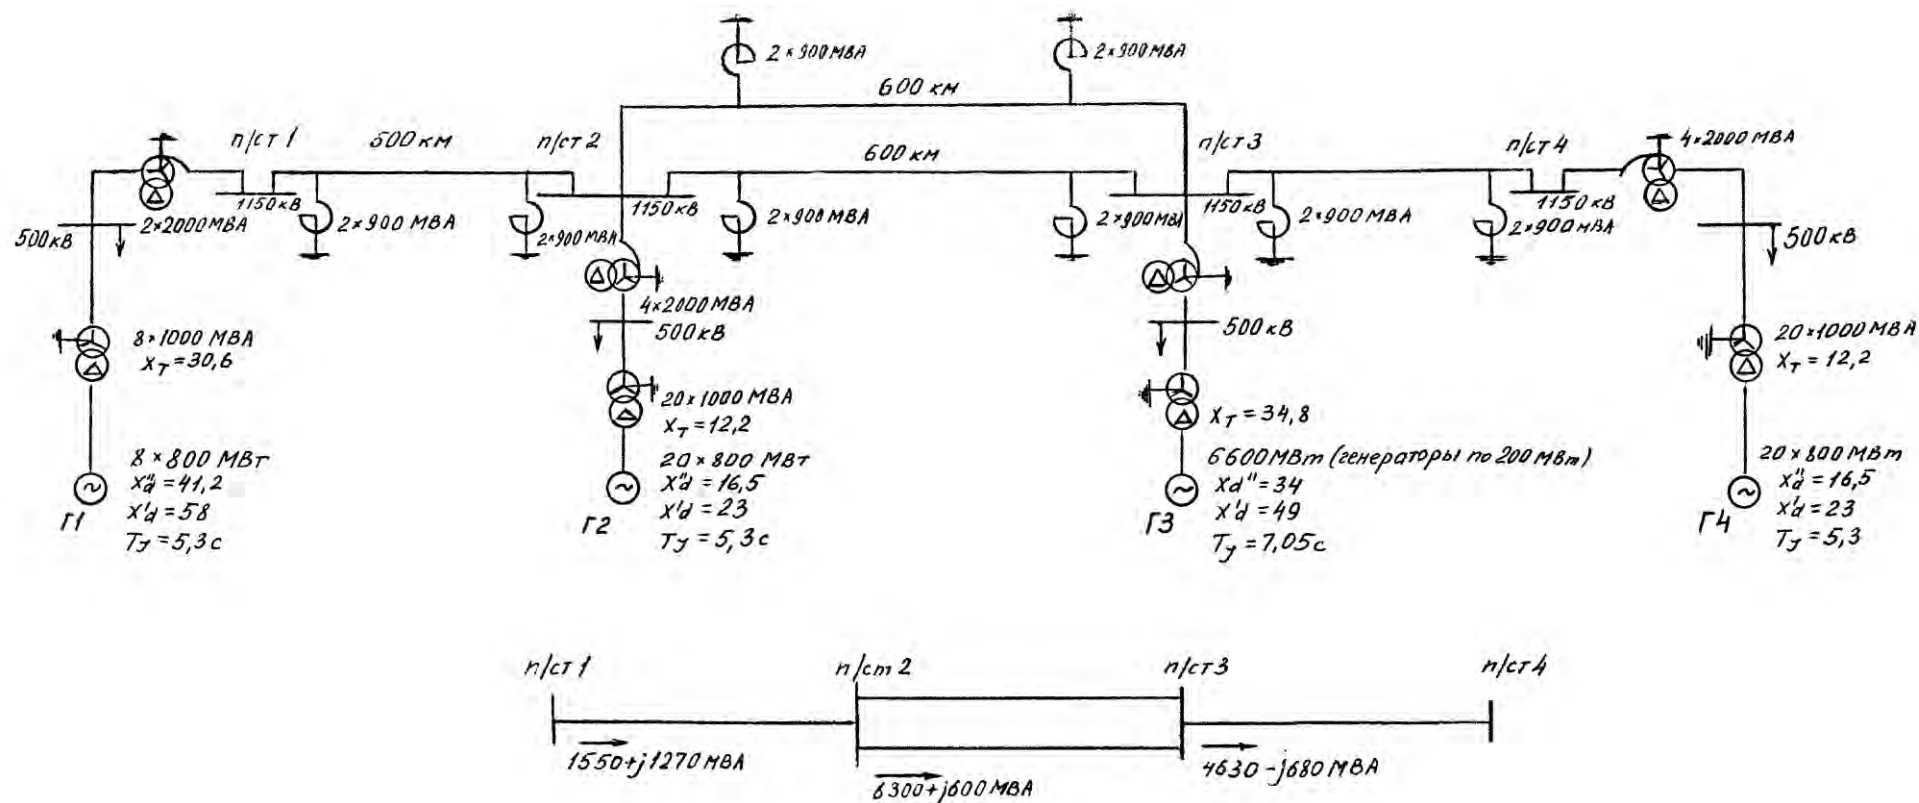 2×900 МВА
2×900 МВА
600 км
п/ст 1
500 км
п/ст 2
600 км
п/ст 3
п/ст 4
4×2000 МВА
1150 кВ
1150 кВ
1150 кВ
1150 кВ
500 кВ
2×2000 МВА
2×900 МВА
2×900 МВА
2×900 МВА
2×900 МВА
2×900 МВА
2×900 МВА
500 кВ
4×2000 МВА
500 кВ
500 кВ
8×1000 МВА
Xт = 30,6
20×1000 МВА
Xт = 12,2
Xт = 34,8
20×1000 МВА
Xт = 12,2
8×800 МВт
X"d = 41,2
X'd = 58
Tj = 5,3 с
Г1
20×800 МВт
X"d = 16,5
X'd = 23
Tj = 5,3 с
Г2
6600 МВт (генераторы по 200 МВт)
Xd" = 34
X'd = 49
Tj = 7,05 с
Г3
20×800 МВт
X"d = 16,5
X'd = 23
Tj = 5,3
Г4
п/ст 1
п/ст 2
п/ст 3
п/ст 4
1550+j1270 МВА
6300+j600 МВА
4630-j680 МВА